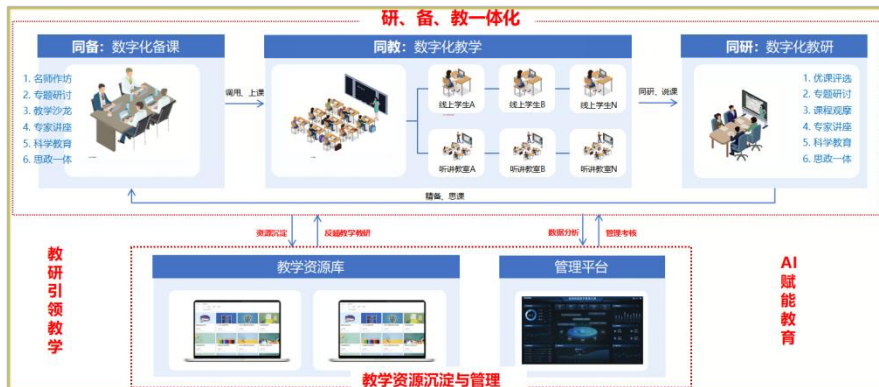 研、备、教一体化
同备：数字化备课
1. 名师作坊
2. 专题研讨
3. 教学沙龙
4. 专家讲座
5. 科学教育
6. 思政一体
调用、上课
同教：数字化教学
线上学生A
线上学生B
线上学生N
听讲教室A
听讲教室B
听讲教室N
同研、说课
同研：数字化教研
1. 优课评选
2. 专题研讨
3. 课程观摩
4. 专家讲座
5. 科学教育
6. 思政一体
精备、思课
资源沉淀
反哺教学教研
数据分析
管理考核
教研引领教学
教学资源库
管理平台
AI赋能教育
教学资源沉淀与管理